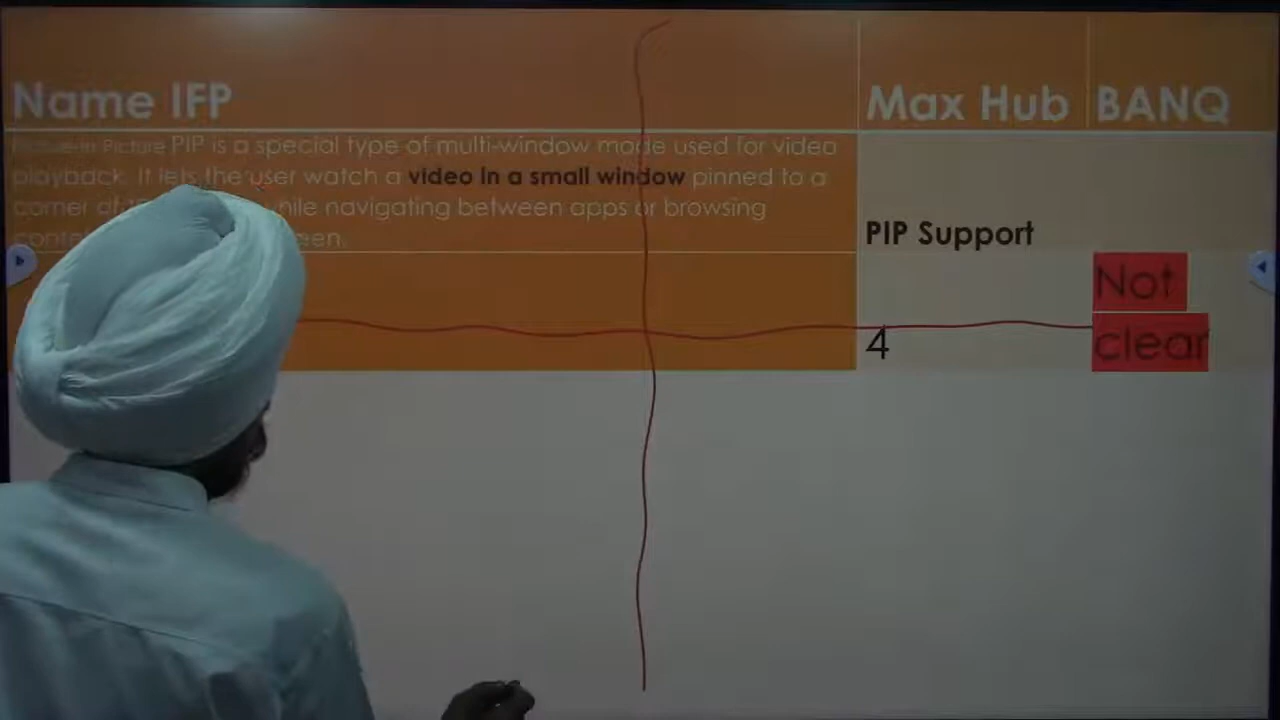 Name IFP
Max Hub
BANQ
Picture-in Picture PIP is a special type of multi-window mode used for video
playback. It lets the user watch a video in a small window pinned to a
corner of while navigating between apps or browsing
PIP Support
Not
4
clear